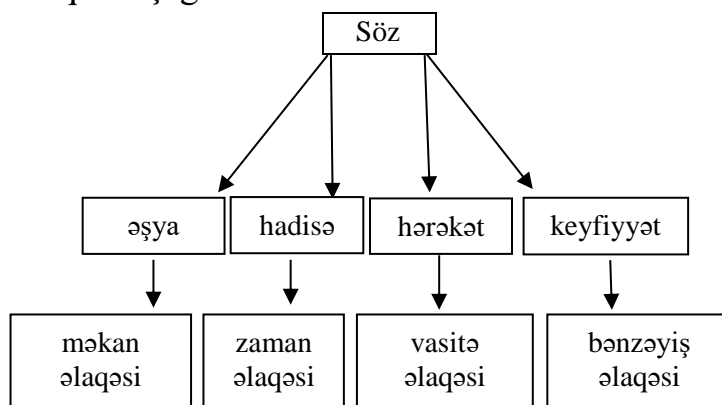 Söz
əşya
hadisə
hərəkət
keyfiyyət
məkan
əlaqəsi
zaman
əlaqəsi
vasitə
əlaqəsi
bənzəyiş
əlaqəsi